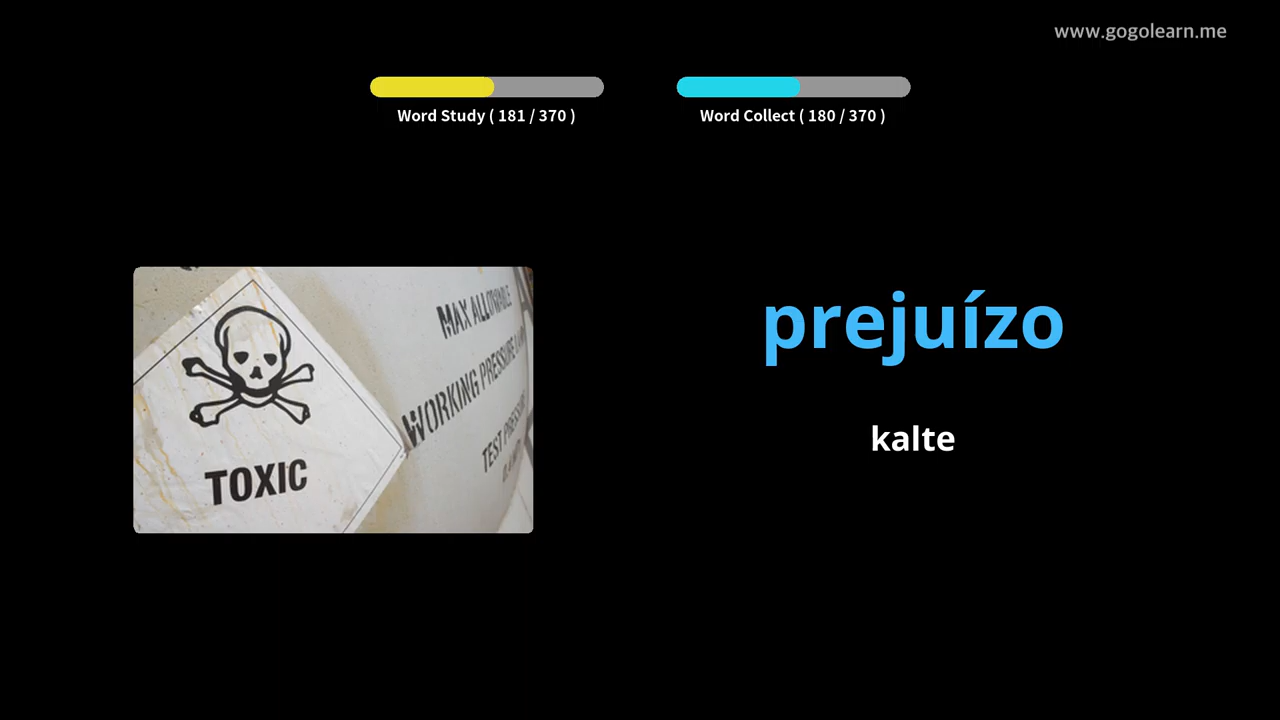 www.gogolearn.me
Word Study ( 181 / 370 )
Word Collect ( 180 / 370 )
MAX ALLOWABLE
WORKING PRESSURE
TEST PRESSURE
TOXIC
prejuízo
kalte